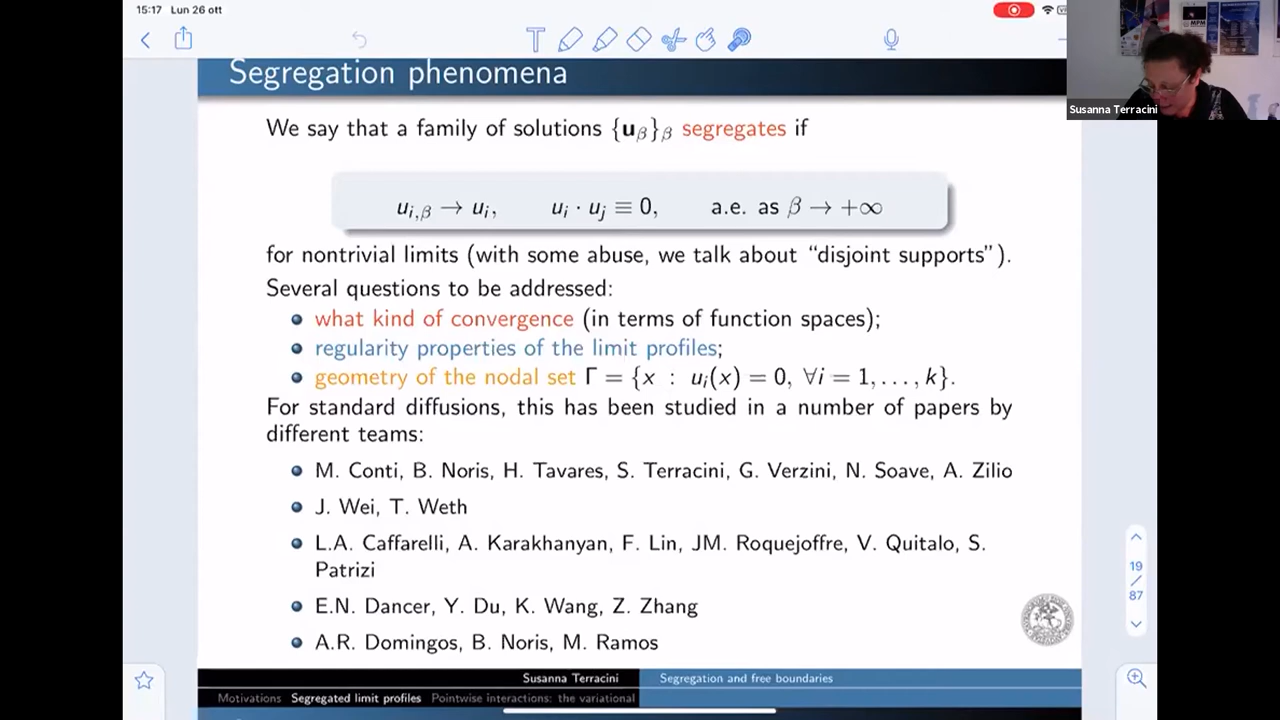 15:17 Lun 26 ott
Segregation phenomena
Susanna Terracini
We say that a family of solutions {u_β}_β segregates if
u_{i,β} → u_i, u_i · u_j ≡ 0, a.e. as β → +∞
for nontrivial limits (with some abuse, we talk about “disjoint supports”).
Several questions to be addressed:
what kind of convergence (in terms of function spaces);
regularity properties of the limit profiles;
geometry of the nodal set Γ = {x : u_i(x) = 0, ∀i = 1, . . . , k}.
For standard diffusions, this has been studied in a number of papers by
different teams:
M. Conti, B. Noris, H. Tavares, S. Terracini, G. Verzini, N. Soave, A. Zilio
J. Wei, T. Weth
L.A. Caffarelli, A. Karakhanyan, F. Lin, JM. Roquejoffre, V. Quitalo, S.
Patrizi
E.N. Dancer, Y. Du, K. Wang, Z. Zhang
A.R. Domingos, B. Noris, M. Ramos
19
/
87
Susanna Terracini Segregation and free boundaries
Motivations Segregated limit profiles Pointwise interactions: the variational